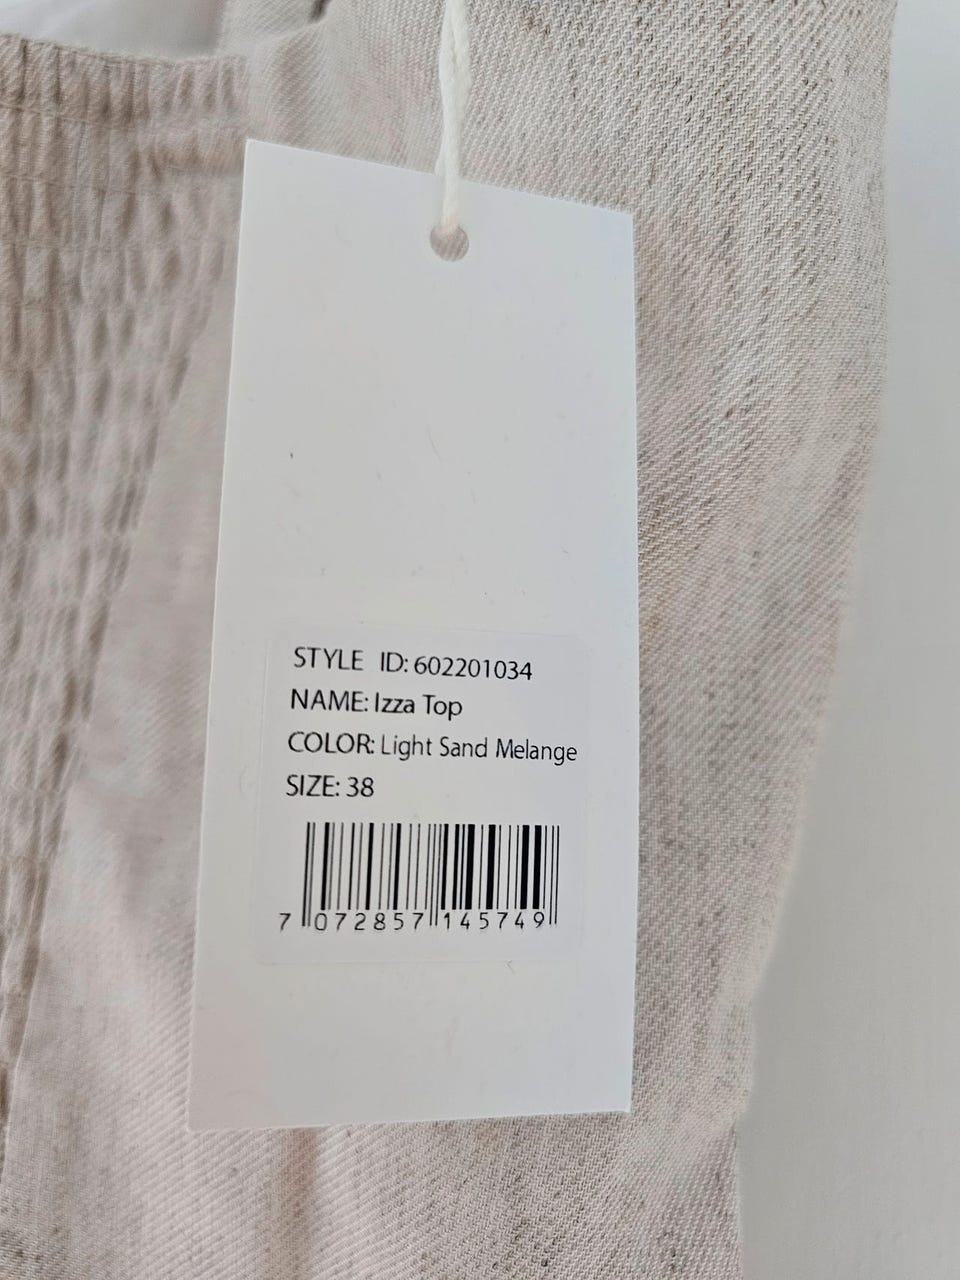 STYLE ID: 602201034
NAME: Izza Top
COLOR: Light Sand Melange
SIZE: 38
7 072857 145749